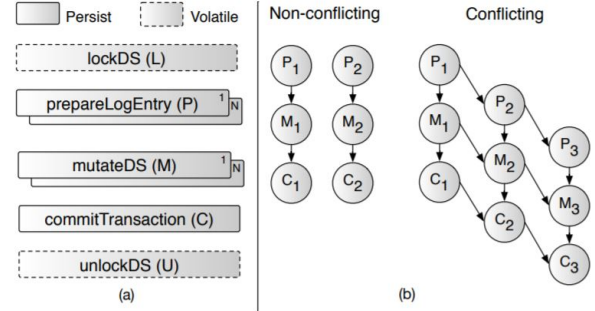 Persist
Volatile
lockDS (L)
prepareLogEntry (P)
1
N
mutateDS (M)
1
N
commitTransaction (C)
unlockDS (U)
(a)
Non-conflicting
Conflicting
P1 P2
M1 M2
C1 C2
P1
P2
M1
P3
M2
C1
M3
C2
C3
(b)